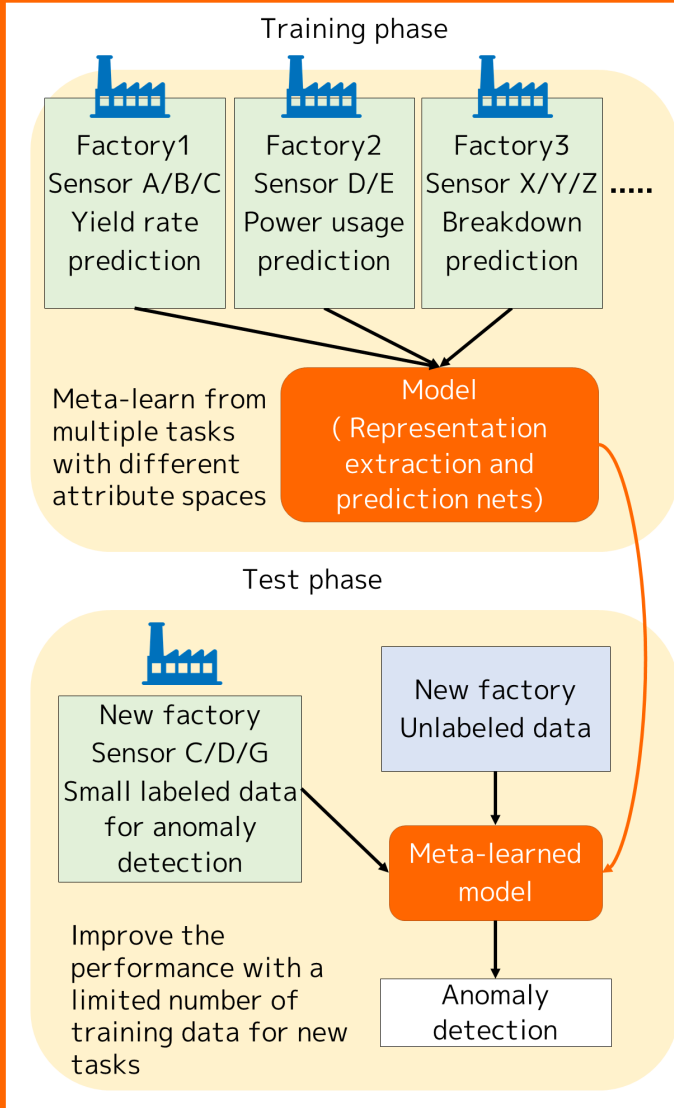 Training phase
Factory1
Sensor A/B/C
Yield rate
prediction
Factory2
Sensor D/E
Power usage
prediction
Factory3
Sensor X/Y/Z
Breakdown
prediction
.....
Meta-learn from
multiple tasks
with different
attribute spaces
Model
( Representation
extraction and
prediction nets)
Test phase
New factory
Sensor C/D/G
Small labeled data
for anomaly
detection
New factory
Unlabeled data
Meta-learned
model
Improve the
performance with a
limited number of
training data for new
tasks
Anomaly
detection